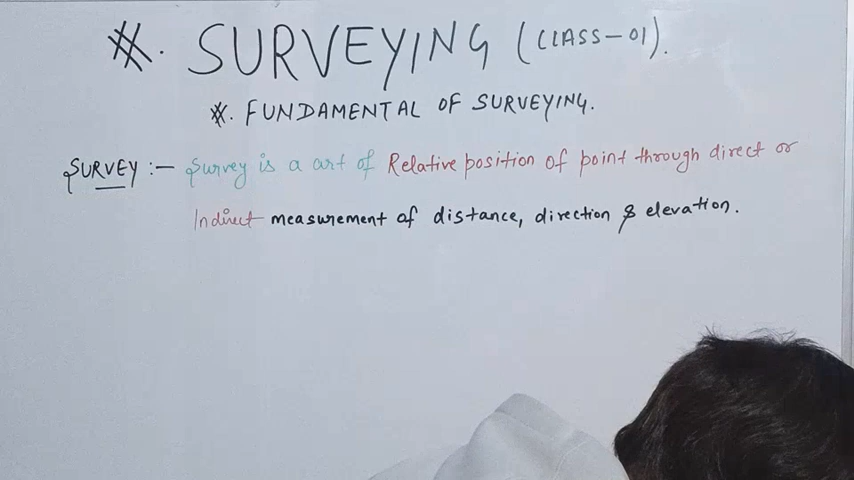 ⁂. SURVEYING (CLASS-01).
⁂. FUNDAMENTAL OF SURVEYING.
SURVEY :- Survey is a art of Relative position of point through direct or
Indirect measurement of distance, direction & elevation.